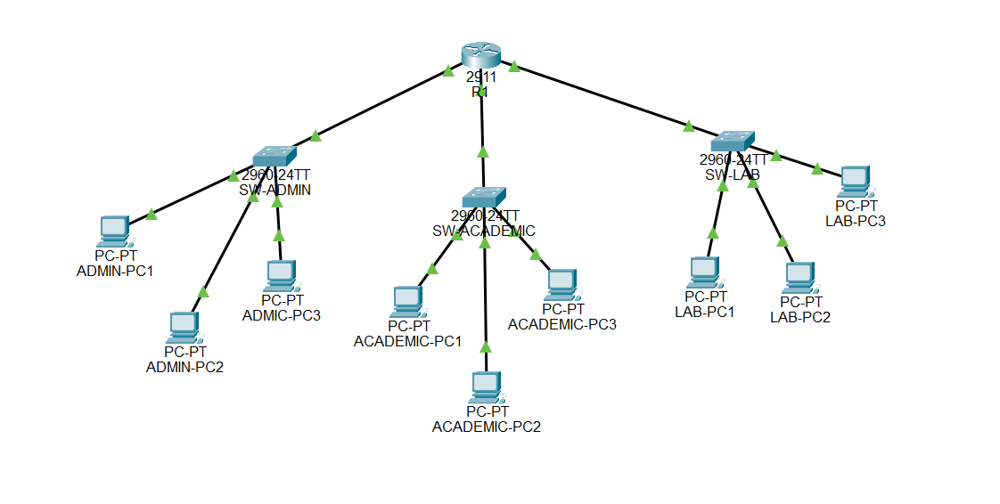 2911
R1
2960-24TT
SW-ADMIN
2960-24TT
SW-LAB
2960-24TT
SW-ACADEMIC
PC-PT
LAB-PC3
PC-PT
ADMIN-PC1
PC-PT
ADMIC-PC3
PC-PT
ADMIN-PC2
PC-PT
ACADEMIC-PC1
PC-PT
ACADEMIC-PC3
PC-PT
ACADEMIC-PC2
PC-PT
LAB-PC1
PC-PT
LAB-PC2